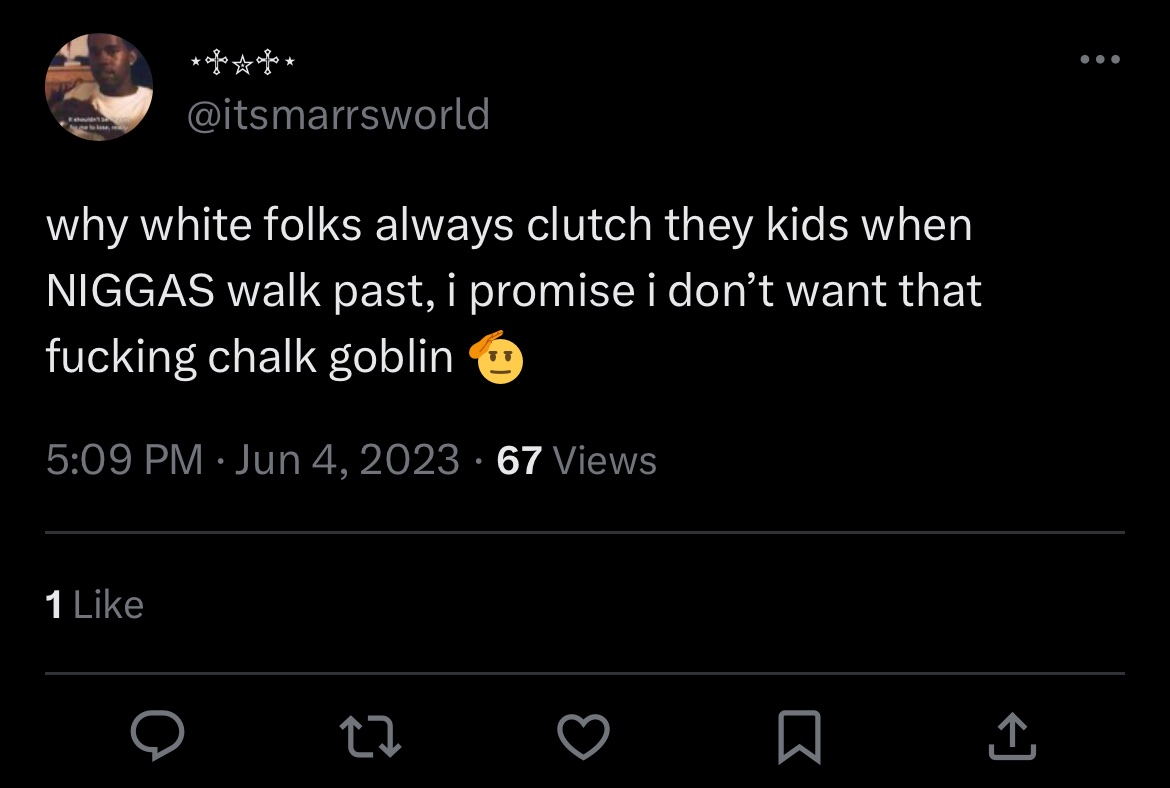 ⋆♱✮♱⋆
@itsmarrsworld
why white folks always clutch they kids when
NIGGAS walk past, i promise i don’t want that
fucking chalk goblin 🫡
5:09 PM · Jun 4, 2023 · 67 Views
1 Like